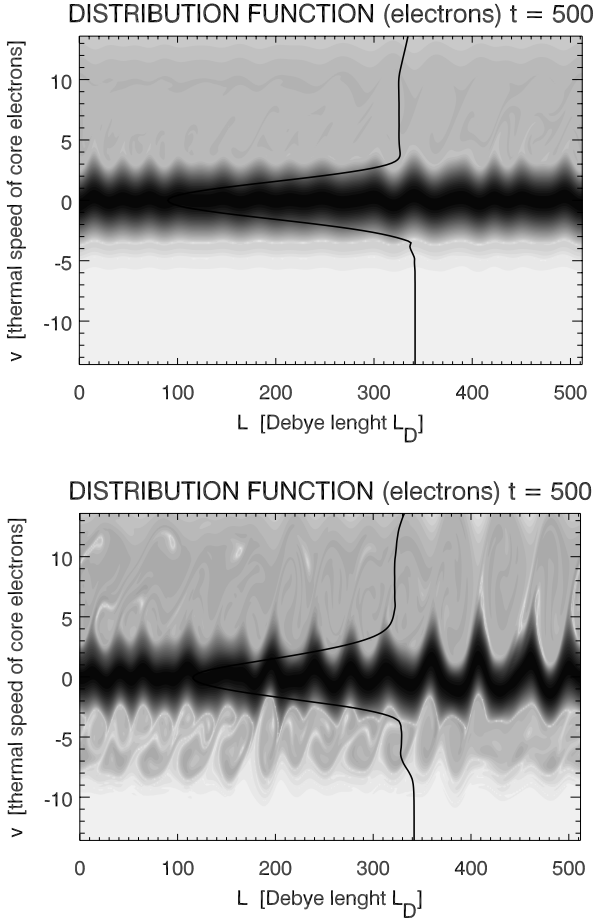 DISTRIBUTION FUNCTION (electrons) t = 500
v [thermal speed of core electrons]
10
5
0
-5
-10
0 100 200 300 400 500
L [Debye lenght L_D]
DISTRIBUTION FUNCTION (electrons) t = 500
v [thermal speed of core electrons]
10
5
0
-5
-10
0 100 200 300 400 500
L [Debye lenght L_D]